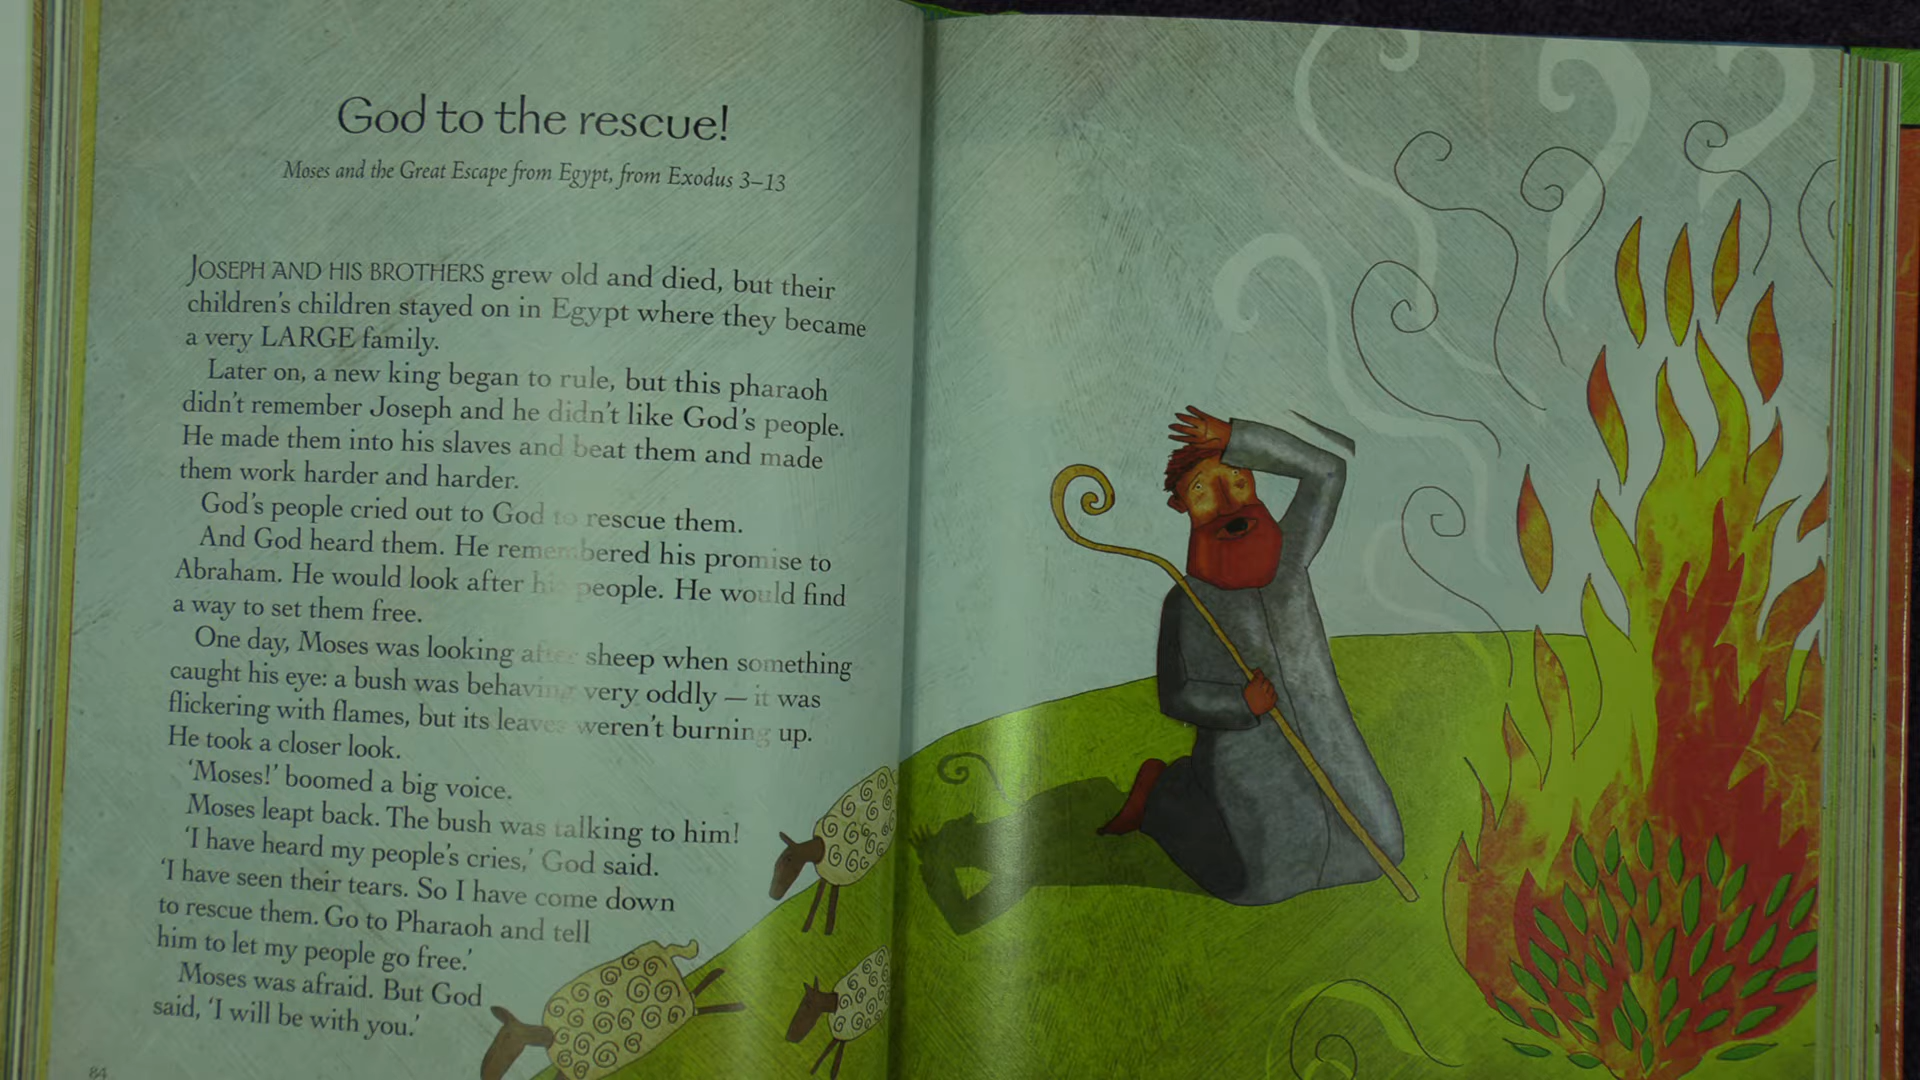 God to the rescue!
Moses and the Great Escape from Egypt, from Exodus 3–13
JOSEPH AND HIS BROTHERS grew old and died, but their
children's children stayed on in Egypt where they became
a very LARGE family.
Later on, a new king began to rule, but this pharaoh
didn't remember Joseph and he didn't like God's people.
He made them into his slaves and beat them and made
them work harder and harder.
God's people cried out to God to rescue them.
And God heard them. He remembered his promise to
Abraham. He would look after his people. He would find
a way to set them free.
One day, Moses was looking after sheep when something
caught his eye: a bush was behaving very oddly — it was
flickering with flames, but its leaves weren't burning up.
He took a closer look.
'Moses!' boomed a big voice.
Moses leapt back. The bush was talking to him!
'I have heard my people's cries,' God said.
'I have seen their tears. So I have come down
to rescue them. Go to Pharaoh and tell
him to let my people go free.'
Moses was afraid. But God
said, 'I will be with you.'
84